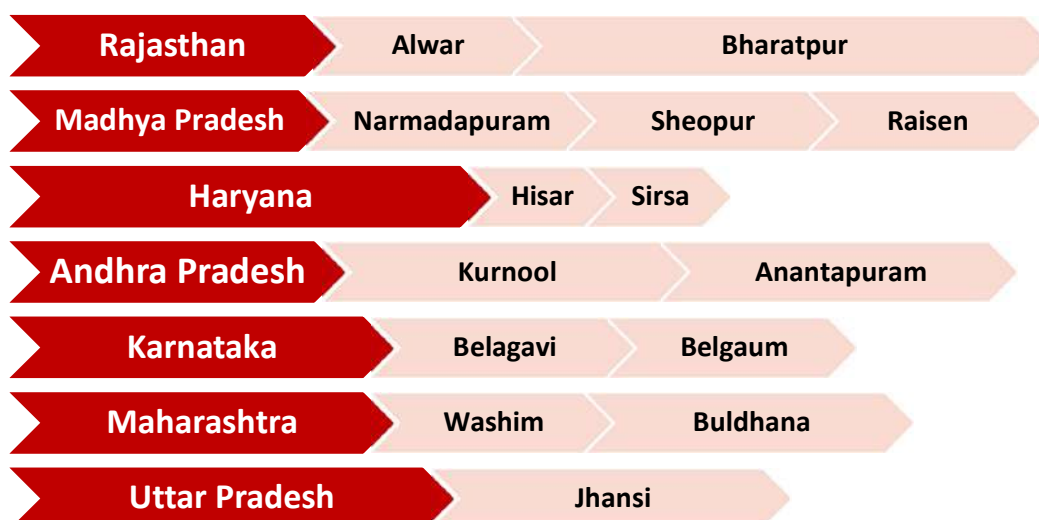 Rajasthan Alwar Bharatpur
Madhya Pradesh Narmadapuram Sheopur Raisen
Haryana Hisar Sirsa
Andhra Pradesh Kurnool Anantapuram
Karnataka Belagavi Belgaum
Maharashtra Washim Buldhana
Uttar Pradesh Jhansi